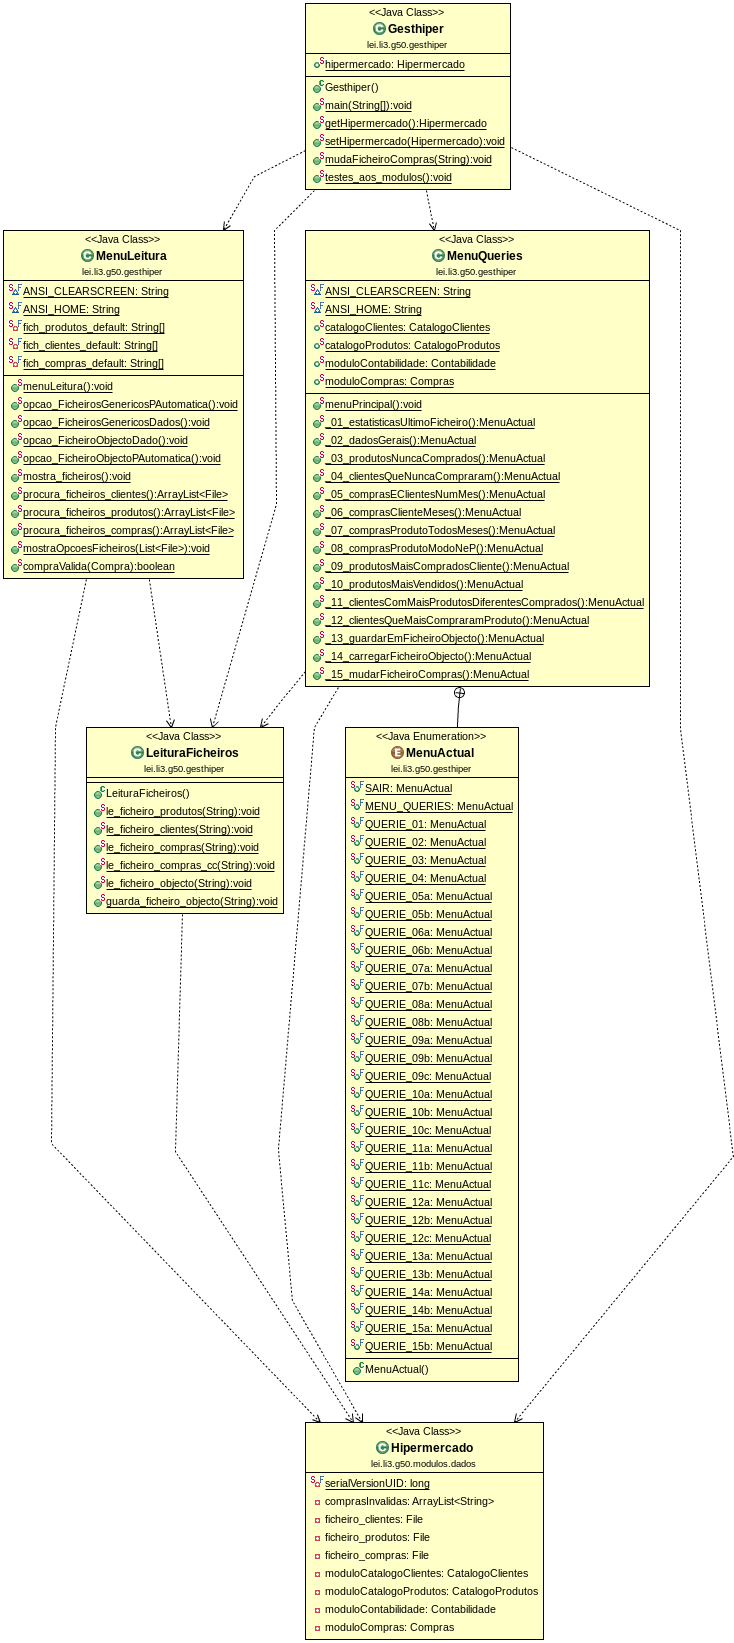 <<Java Class>>
Gesthiper
lei.li3.g50.gesthiper
hipermercado: Hipermercado
Gesthiper()
main(String[]):void
getHipermercado():Hipermercado
setHipermercado(Hipermercado):void
mudaFicheiroCompras(String):void
testes_aos_modulos():void
<<Java Class>>
MenuLeitura
lei.li3.g50.gesthiper
ANSI_CLEARSCREEN: String
ANSI_HOME: String
fich_produtos_default: String[]
fich_clientes_default: String[]
fich_compras_default: String[]
menuLeitura():void
opcao_FicheirosGenericosPAutomatica():void
opcao_FicheirosGenericosDados():void
opcao_FicheiroObjectoDado():void
opcao_FicheiroObjectoPAutomatica():void
mostra_ficheiros():void
procura_ficheiros_clientes():ArrayList<File>
procura_ficheiros_produtos():ArrayList<File>
procura_ficheiros_compras():ArrayList<File>
mostraOpcoesFicheiros(List<File>):void
compraValida(Compra):boolean
<<Java Class>>
MenuQueries
lei.li3.g50.gesthiper
ANSI_CLEARSCREEN: String
ANSI_HOME: String
catalogoClientes: CatalogoClientes
catalogoProdutos: CatalogoProdutos
moduloContabilidade: Contabilidade
moduloCompras: Compras
menuPrincipal():void
_01_estatisticasUltimoFicheiro():MenuActual
_02_dadosGerais():MenuActual
_03_produtosNuncaComprados():MenuActual
_04_clientesQueNuncaCompraram():MenuActual
_05_comprasEClientesNumMes():MenuActual
_06_comprasClienteMeses():MenuActual
_07_comprasProdutoTodosMeses():MenuActual
_08_comprasProdutoModoNeP():MenuActual
_09_produtosMaisCompradosCliente():MenuActual
_10_produtosMaisVendidos():MenuActual
_11_clientesComMaisProdutosDiferentesComprados():MenuActual
_12_clientesQueMaisCompraramProduto():MenuActual
_13_guardarEmFicheiroObjecto():MenuActual
_14_carregarFicheiroObjecto():MenuActual
_15_mudarFicheiroCompras():MenuActual
<<Java Class>>
LeituraFicheiros
lei.li3.g50.gesthiper
LeituraFicheiros()
le_ficheiro_produtos(String):void
le_ficheiro_clientes(String):void
le_ficheiro_compras(String):void
le_ficheiro_compras_cc(String):void
le_ficheiro_objecto(String):void
guarda_ficheiro_objecto(String):void
<<Java Enumeration>>
MenuActual
lei.li3.g50.gesthiper
SAIR: MenuActual
MENU_QUERIES: MenuActual
QUERIE_01: MenuActual
QUERIE_02: MenuActual
QUERIE_03: MenuActual
QUERIE_04: MenuActual
QUERIE_05a: MenuActual
QUERIE_05b: MenuActual
QUERIE_06a: MenuActual
QUERIE_06b: MenuActual
QUERIE_07a: MenuActual
QUERIE_07b: MenuActual
QUERIE_08a: MenuActual
QUERIE_08b: MenuActual
QUERIE_09a: MenuActual
QUERIE_09b: MenuActual
QUERIE_09c: MenuActual
QUERIE_10a: MenuActual
QUERIE_10b: MenuActual
QUERIE_10c: MenuActual
QUERIE_11a: MenuActual
QUERIE_11b: MenuActual
QUERIE_11c: MenuActual
QUERIE_12a: MenuActual
QUERIE_12b: MenuActual
QUERIE_12c: MenuActual
QUERIE_13a: MenuActual
QUERIE_13b: MenuActual
QUERIE_14a: MenuActual
QUERIE_14b: MenuActual
QUERIE_15a: MenuActual
QUERIE_15b: MenuActual
MenuActual()
<<Java Class>>
Hipermercado
lei.li3.g50.modulos.dados
serialVersionUID: long
comprasInvalidas: ArrayList<String>
ficheiro_clientes: File
ficheiro_produtos: File
ficheiro_compras: File
moduloCatalogoClientes: CatalogoClientes
moduloCatalogoProdutos: CatalogoProdutos
moduloContabilidade: Contabilidade
moduloCompras: Compras